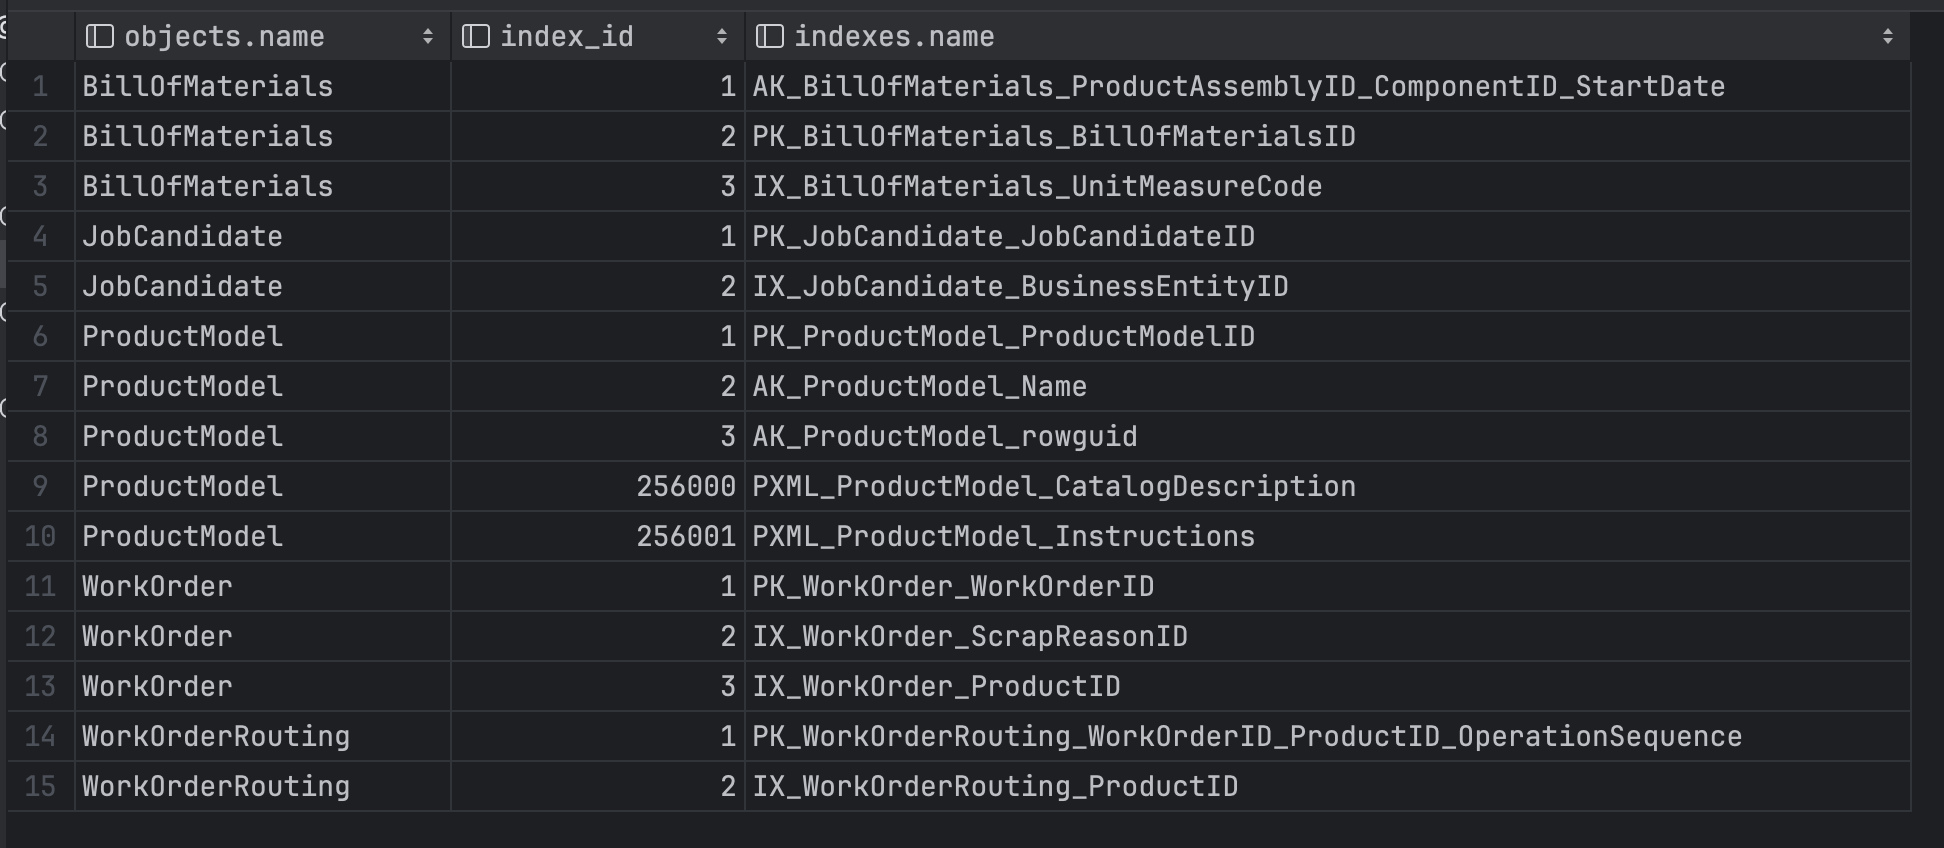 objects.name index_id indexes.name
1 BillOfMaterials 1 AK_BillOfMaterials_ProductAssemblyID_ComponentID_StartDate
2 BillOfMaterials 2 PK_BillOfMaterials_BillOfMaterialsID
3 BillOfMaterials 3 IX_BillOfMaterials_UnitMeasureCode
4 JobCandidate 1 PK_JobCandidate_JobCandidateID
5 JobCandidate 2 IX_JobCandidate_BusinessEntityID
6 ProductModel 1 PK_ProductModel_ProductModelID
7 ProductModel 2 AK_ProductModel_Name
8 ProductModel 3 AK_ProductModel_rowguid
9 ProductModel 256000 PXML_ProductModel_CatalogDescription
10 ProductModel 256001 PXML_ProductModel_Instructions
11 WorkOrder 1 PK_WorkOrder_WorkOrderID
12 WorkOrder 2 IX_WorkOrder_ScrapReasonID
13 WorkOrder 3 IX_WorkOrder_ProductID
14 WorkOrderRouting 1 PK_WorkOrderRouting_WorkOrderID_ProductID_OperationSequence
15 WorkOrderRouting 2 IX_WorkOrderRouting_ProductID